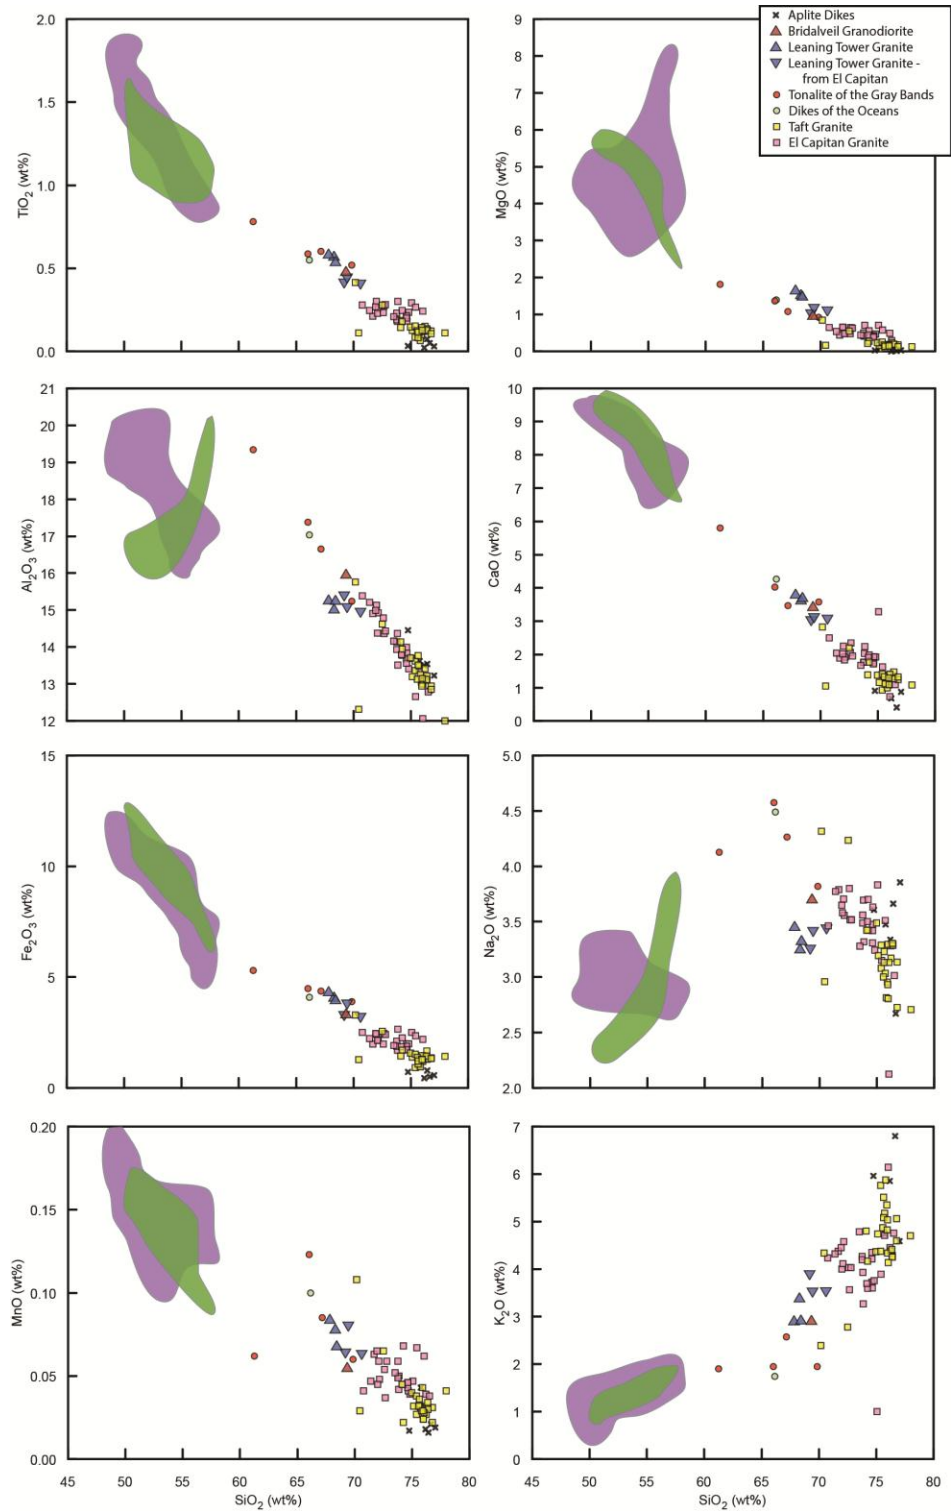 Aplite Dikes
Bridalveil Granodiorite
Leaning Tower Granite
Leaning Tower Granite -
from El Capitan
Tonalite of the Gray Bands
Dikes of the Oceans
Taft Granite
El Capitan Granite
2.0
1.5
1.0
0.5
0.0
TiO2 (wt%)
9
8
7
6
5
4
3
2
1
0
MgO (wt%)
21
20
19
18
17
16
15
14
13
12
Al2O3 (wt%)
10
9
8
7
6
5
4
3
2
1
0
CaO (wt%)
15
10
5
0
Fe2O3 (wt%)
5.0
4.5
4.0
3.5
3.0
2.5
2.0
Na2O (wt%)
0.20
0.15
0.10
0.05
0.00
MnO (wt%)
45 50 55 60 65 70 75 80
SiO2 (wt%)
7
6
5
4
3
2
1
0
K2O (wt%)
45 50 55 60 65 70 75 80
SiO2 (wt%)